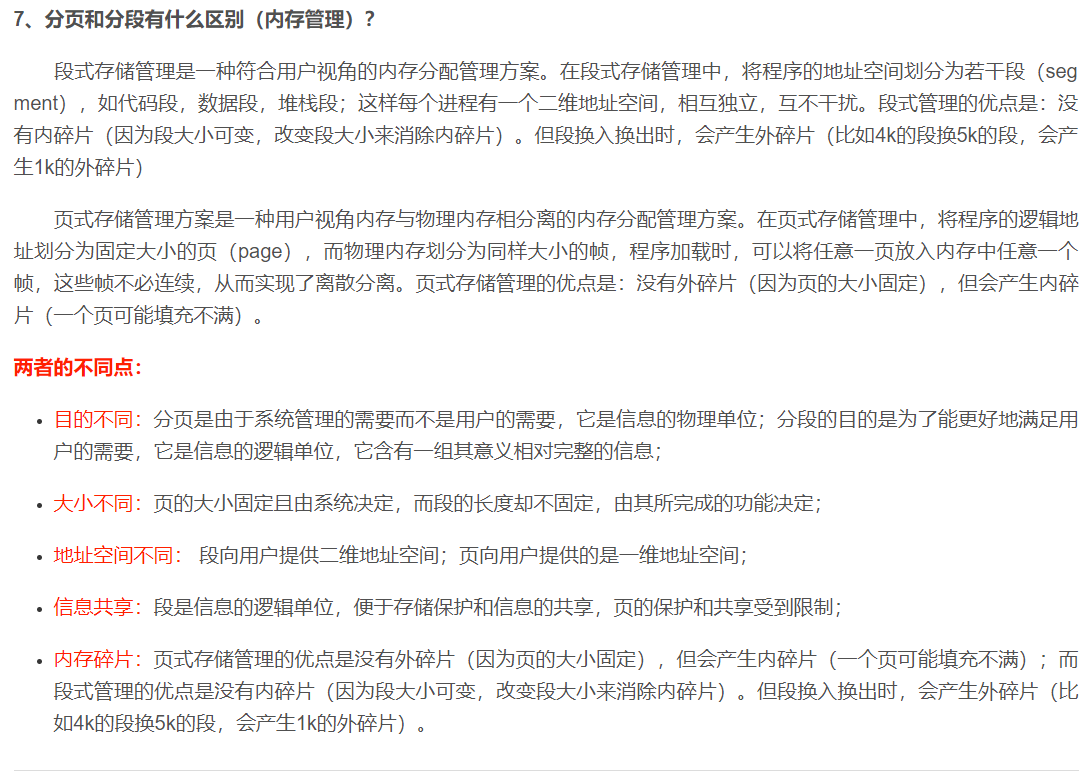 7、分页和分段有什么区别（内存管理）？
段式存储管理是一种符合用户视角的内存分配管理方案。在段式存储管理中，将程序的地址空间划分为若干段（seg
ment），如代码段，数据段，堆栈段；这样每个进程有一个二维地址空间，相互独立，互不干扰。段式管理的优点是：没
有内碎片（因为段大小可变，改变段大小来消除内碎片）。但段换入换出时，会产生外碎片（比如4k的段换5k的段，会产
生1k的外碎片）
页式存储管理方案是一种用户视角内存与物理内存相分离的内存分配管理方案。在页式存储管理中，将程序的逻辑地
址划分为固定大小的页（page），而物理内存划分为同样大小的帧，程序加载时，可以将任意一页放入内存中任意一个
帧，这些帧不必连续，从而实现了离散分离。页式存储管理的优点是：没有外碎片（因为页的大小固定），但会产生内碎
片（一个页可能填充不满）。
两者的不同点：
• 目的不同：分页是由于系统管理的需要而不是用户的需要，它是信息的物理单位；分段的目的是为了能更好地满足用
户的需要，它是信息的逻辑单位，它含有一组其意义相对完整的信息；
• 大小不同：页的大小固定且由系统决定，而段的长度却不固定，由其所完成的功能决定；
• 地址空间不同： 段向用户提供二维地址空间；页向用户提供的是一维地址空间；
• 信息共享：段是信息的逻辑单位，便于存储保护和信息的共享，页的保护和共享受到限制；
• 内存碎片：页式存储管理的优点是没有外碎片（因为页的大小固定），但会产生内碎片（一个页可能填充不满）；而
段式管理的优点是没有内碎片（因为段大小可变，改变段大小来消除内碎片）。但段换入换出时，会产生外碎片（比
如4k的段换5k的段，会产生1k的外碎片）。